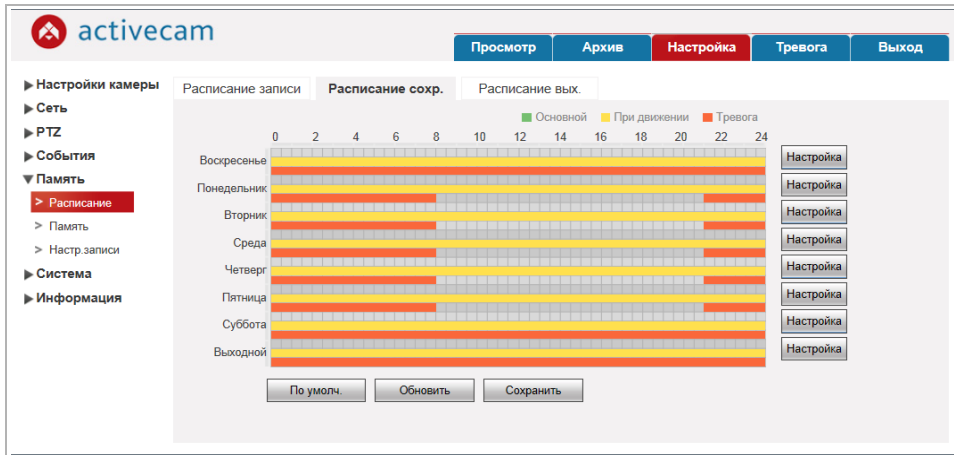 activecam
Просмотр Архив Настройка Тревога Выход
Настройки камеры
Сеть
PTZ
События
Память
> Расписание
> Память
> Настр.записи
Система
Информация
Расписание записи Расписание сохр. Расписание вых.
Основной При движении Тревога
0 2 4 6 8 10 12 14 16 18 20 22 24
Воскресенье Настройка
Понедельник Настройка
Вторник Настройка
Среда Настройка
Четверг Настройка
Пятница Настройка
Суббота Настройка
Выходной Настройка
По умолч. Обновить Сохранить